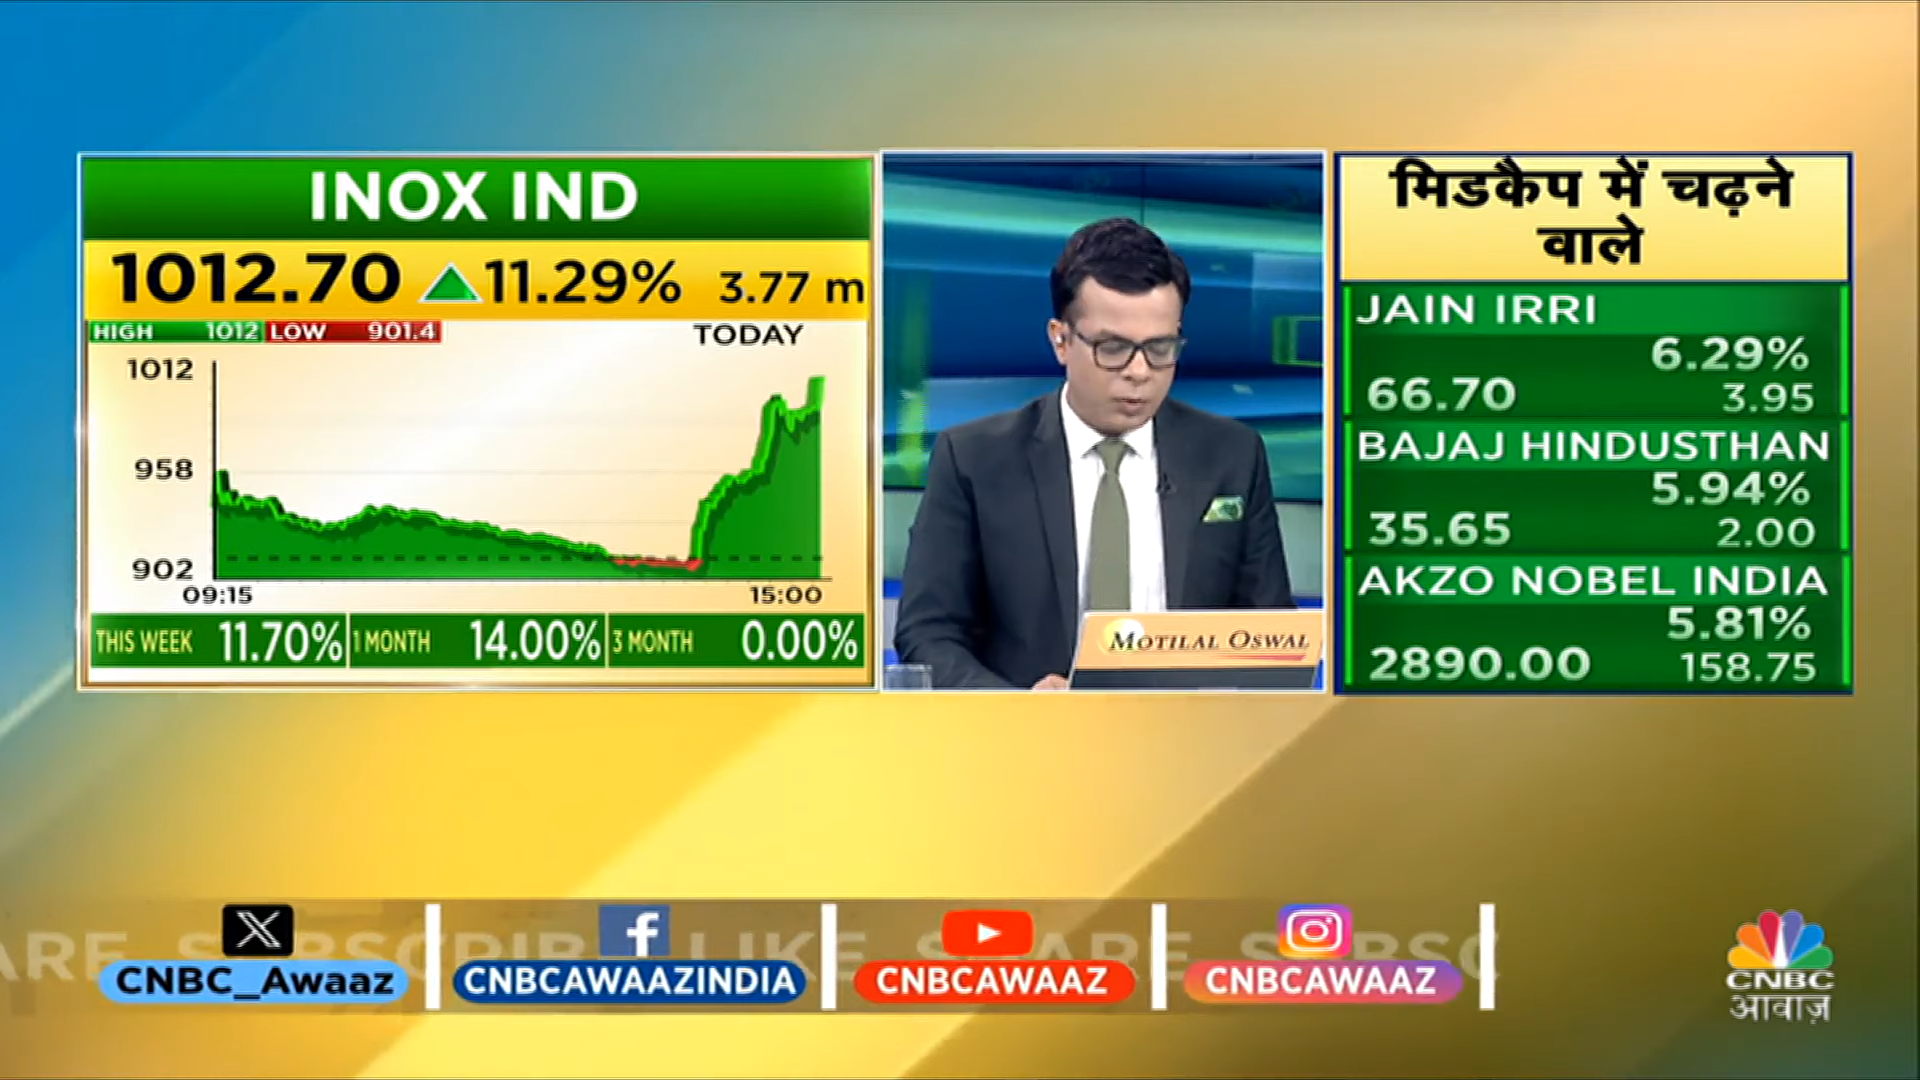 INOX IND
1012.70 11.29% 3.77 m
HIGH 1012 LOW 901.4 TODAY
1012
958
902
09:15 15:00
THIS WEEK 11.70% 1 MONTH 14.00% 3 MONTH 0.00%
MOTILAL OSWAL
मिडकैप में चढ़ने
वाले
JAIN IRRI
6.29%
66.70 3.95
BAJAJ HINDUSTHAN
5.94%
35.65 2.00
AKZO NOBEL INDIA
5.81%
2890.00 158.75
LIKE
CNBC_Awaaz CNBCAWAAZINDIA CNBCAWAAZ CNBCAWAAZ
CNBC
आवाज़